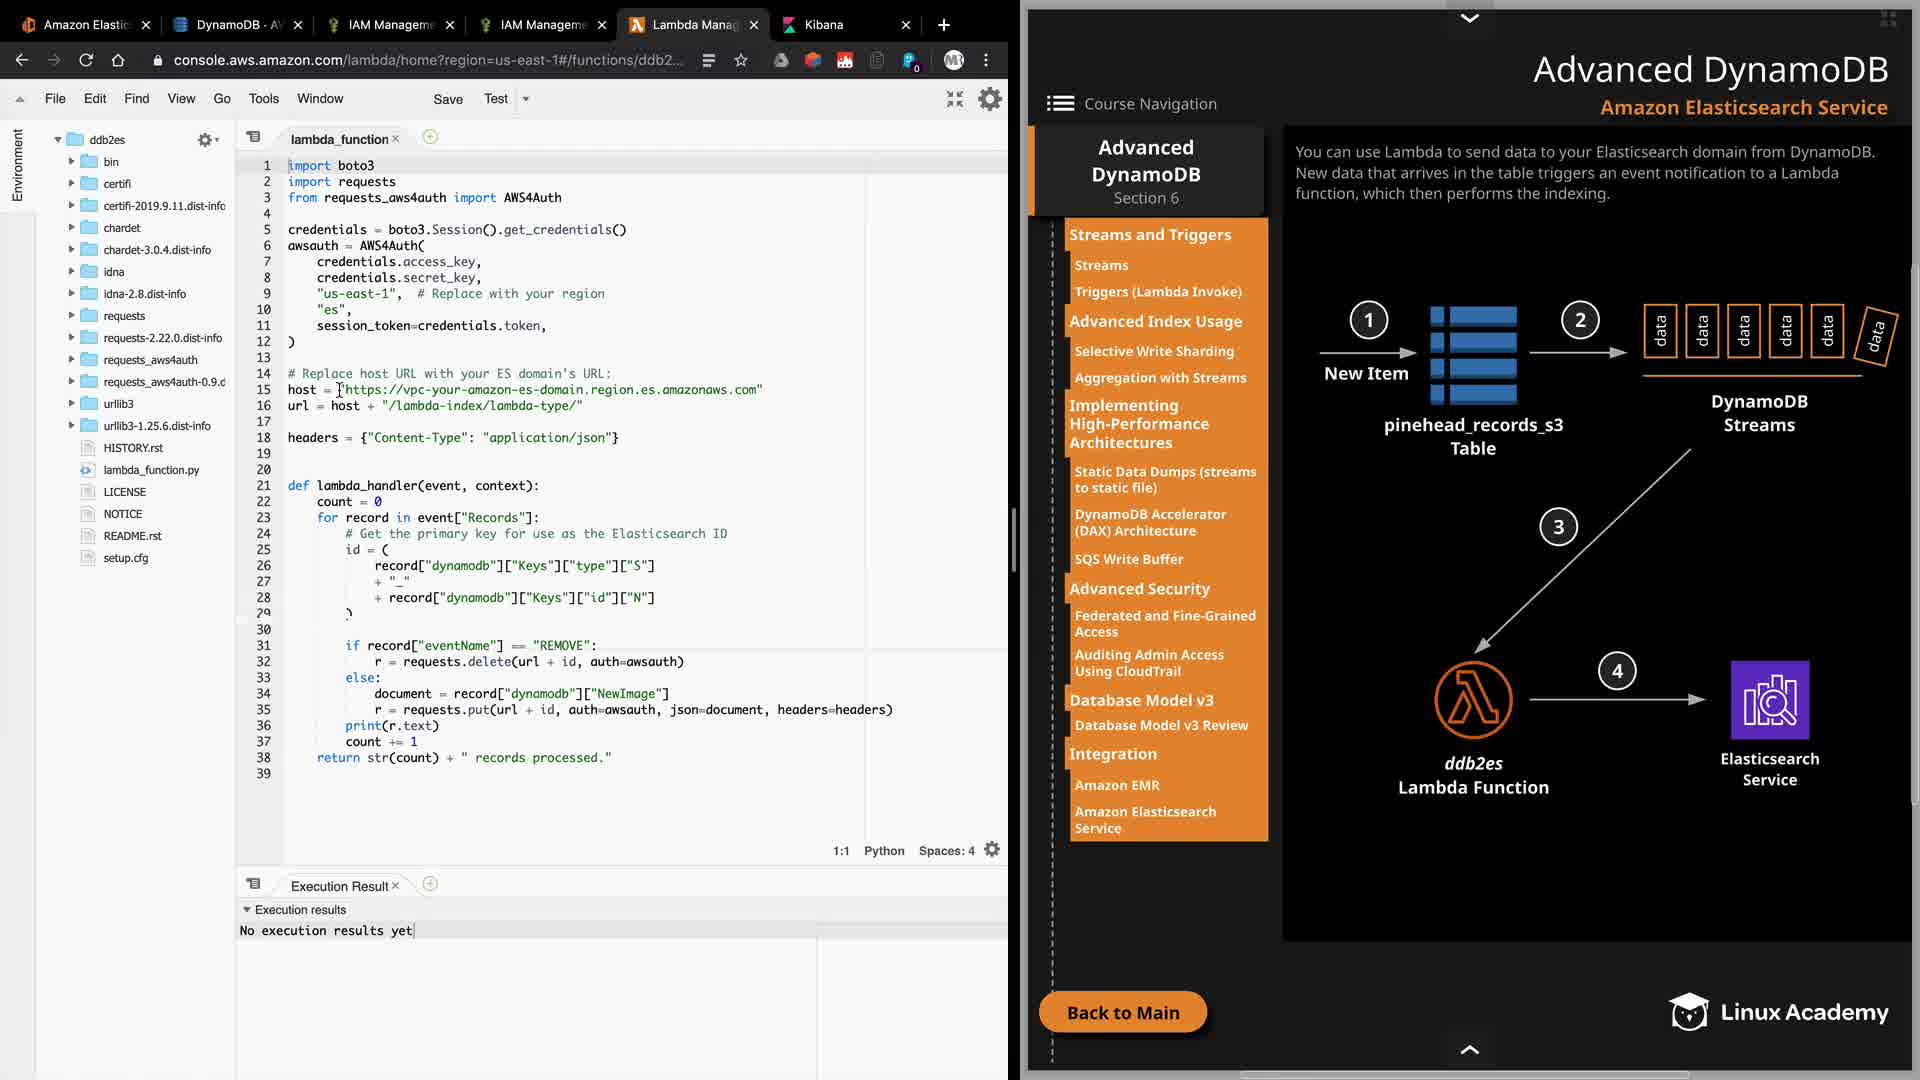 Amazon Elastic
DynamoDB · AW
IAM Manageme
IAM Manageme
Lambda Manag
Kibana
console.aws.amazon.com/lambda/home?region=us-east-1#/functions/ddb2...
0
MR
File Edit Find View Go Tools Window
Save Test
Environment
ddb2es
bin
certifi
certifi-2019.9.11.dist-info
chardet
chardet-3.0.4.dist-info
idna
idna-2.8.dist-info
requests
requests-2.22.0.dist-info
requests_aws4auth
requests_aws4auth-0.9.d
urllib3
urllib3-1.25.6.dist-info
HISTORY.rst
lambda_function.py
LICENSE
NOTICE
README.rst
setup.cfg
lambda_function
1 import boto3
2 import requests
3 from requests_aws4auth import AWS4Auth
4
5 credentials = boto3.Session().get_credentials()
6 awsauth = AWS4Auth(
7     credentials.access_key,
8     credentials.secret_key,
9     "us-east-1",  # Replace with your region
10     "es",
11     session_token=credentials.token,
12 )
13
14 # Replace host URL with your ES domain's URL:
15 host = "https://vpc-your-amazon-es-domain.region.es.amazonaws.com"
16 url = host + "/lambda-index/lambda-type/"
17
18 headers = {"Content-Type": "application/json"}
19
20
21 def lambda_handler(event, context):
22     count = 0
23     for record in event["Records"]:
24         # Get the primary key for use as the Elasticsearch ID
25         id = (
26             record["dynamodb"]["Keys"]["type"]["S"]
27             + "_"
28             + record["dynamodb"]["Keys"]["id"]["N"]
29         )
30
31         if record["eventName"] == "REMOVE":
32             r = requests.delete(url + id, auth=awsauth)
33         else:
34             document = record["dynamodb"]["NewImage"]
35             r = requests.put(url + id, auth=awsauth, json=document, headers=headers)
36         print(r.text)
37         count += 1
38     return str(count) + " records processed."
39
1:1 Python Spaces: 4
Execution Result
Execution results
No execution results yet
Advanced DynamoDB
Amazon Elasticsearch Service
Course Navigation
Advanced
DynamoDB
Section 6
Streams and Triggers
Streams
Triggers (Lambda Invoke)
Advanced Index Usage
Selective Write Sharding
Aggregation with Streams
Implementing
High-Performance
Architectures
Static Data Dumps (streams
to static file)
DynamoDB Accelerator
(DAX) Architecture
SQS Write Buffer
Advanced Security
Federated and Fine-Grained
Access
Auditing Admin Access
Using CloudTrail
Database Model v3
Database Model v3 Review
Integration
Amazon EMR
Amazon Elasticsearch
Service
Back to Main
You can use Lambda to send data to your Elasticsearch domain from DynamoDB.
New data that arrives in the table triggers an event notification to a Lambda
function, which then performs the indexing.
1
New Item
pinehead_records_s3
Table
2
data data data data data data
DynamoDB
Streams
3
ddb2es
Lambda Function
4
Elasticsearch
Service
Linux Academy